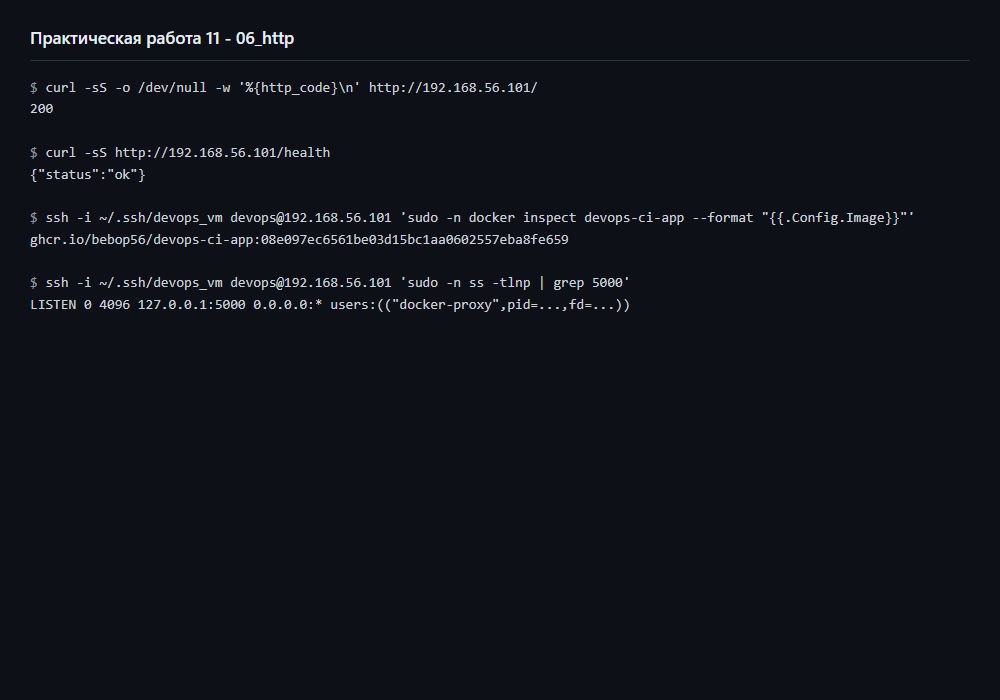 Практическая работа 11 - 06_http
$ curl -sS -o /dev/null -w '%{http_code}\n' http://192.168.56.101/
200
$ curl -sS http://192.168.56.101/health
{"status":"ok"}
$ ssh -i ~/.ssh/devops_vm devops@192.168.56.101 'sudo -n docker inspect devops-ci-app --format "{{.Config.Image}}"'
ghcr.io/bebop56/devops-ci-app:08e097ec6561be03d15bc1aa0602557eba8fe659
$ ssh -i ~/.ssh/devops_vm devops@192.168.56.101 'sudo -n ss -tlnp | grep 5000'
LISTEN 0 4096 127.0.0.1:5000 0.0.0.0:* users:(("docker-proxy",pid=...,fd=...))